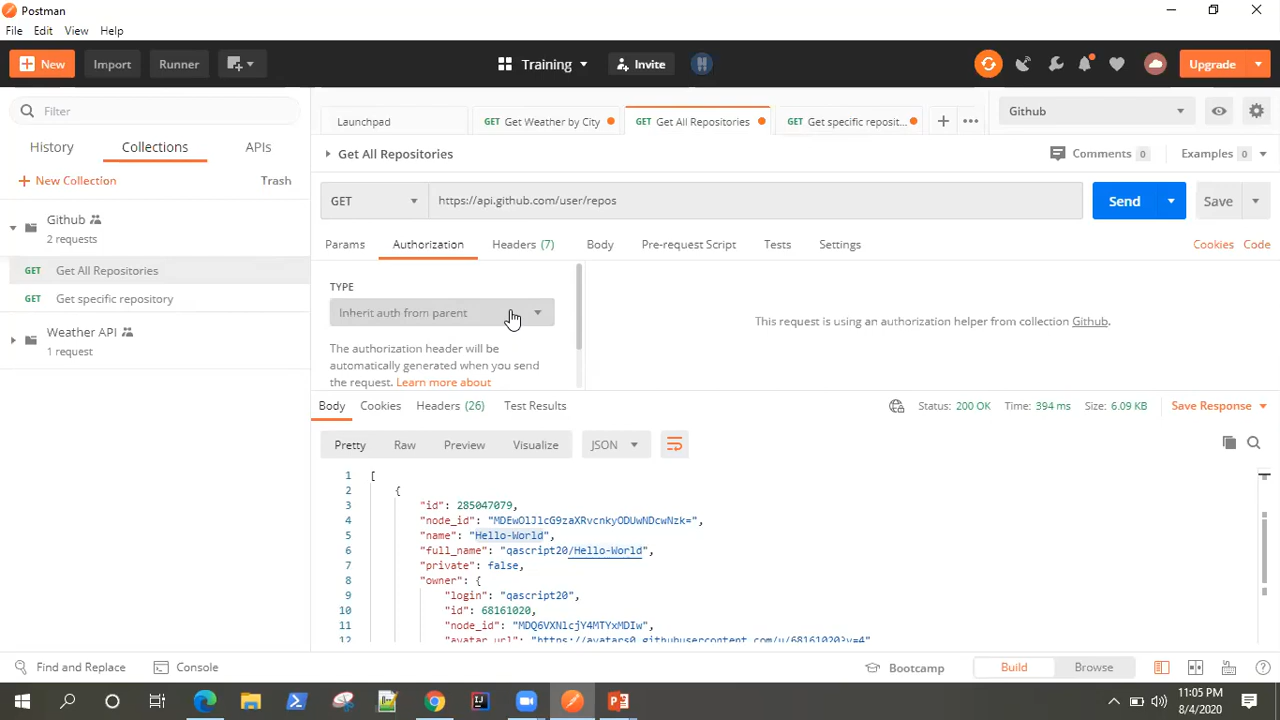 Postman
File Edit View Help
New Import Runner Training Invite Upgrade
Filter
Launchpad GET Get Weather by City GET Get All Repositories GET Get specific reposit... Github
History Collections APIs
Get All Repositories Comments 0 Examples 0
New Collection Trash
GET https://api.github.com/user/repos Send Save
Github
2 requests
Params Authorization Headers (7) Body Pre-request Script Tests Settings Cookies Code
GET Get All Repositories
GET Get specific repository
TYPE
Inherit auth from parent
This request is using an authorization helper from collection Github.
Weather API
1 request
The authorization header will be
automatically generated when you send
the request. Learn more about
Body Cookies Headers (26) Test Results Status: 200 OK Time: 394 ms Size: 6.09 KB Save Response
Pretty Raw Preview Visualize JSON
1 [
2 {
3 "id": 285047079,
4 "node_id": "MDEwOlJlcG9zaXRvcnkyODUwNDcwNzk=",
5 "name": "Hello-World",
6 "full_name": "qascript20/Hello-World",
7 "private": false,
8 "owner": {
9 "login": "qascript20",
10 "id": 68161020,
11 "node_id": "MDQ6VXNlcjY4MTYxMDIw",
12 "avatar_url": "https://avatars0.githubusercontent.com/u/68161020?v=4"
Find and Replace Console Bootcamp Build Browse
11:05 PM
8/4/2020